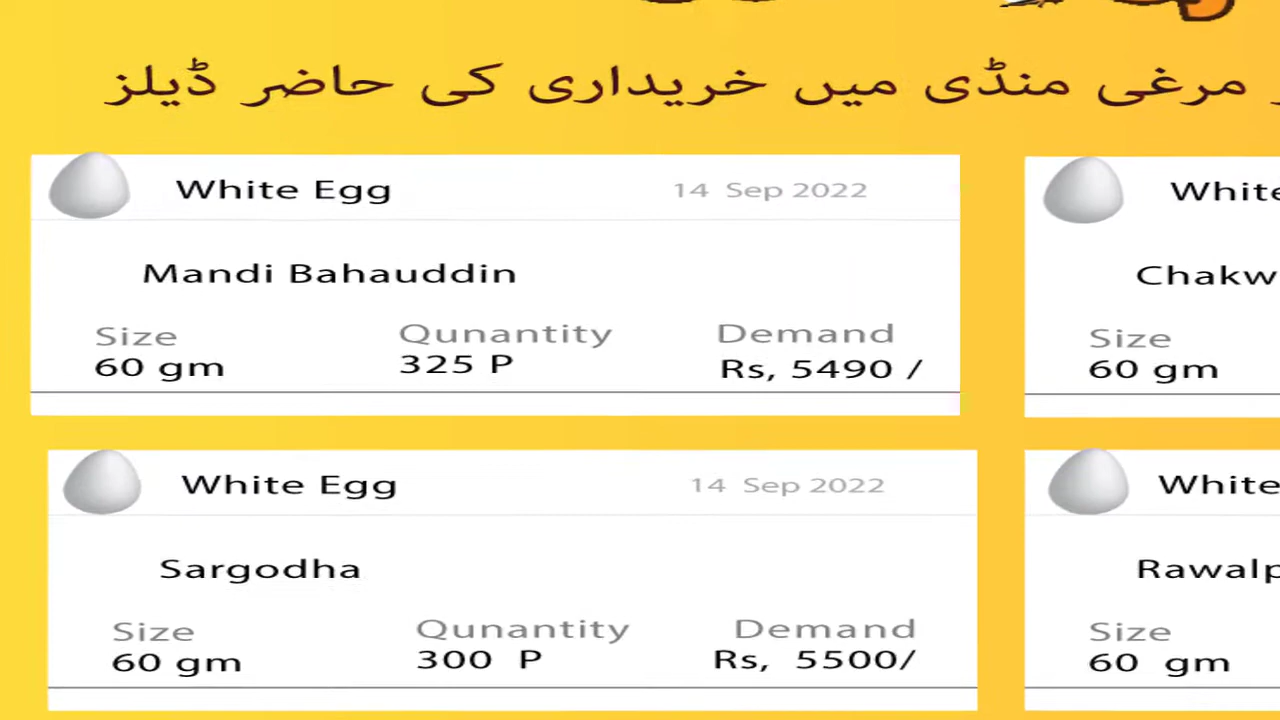 مرغی منڈی میں خریداری کی حاضر ڈیلز
White Egg 14 Sep 2022
Mandi Bahauddin
Size Qunantity Demand
60 gm 325 P Rs, 5490 /
White
Chakw
Size
60 gm
White Egg 14 Sep 2022
Sargodha
Size Qunantity Demand
60 gm 300 P Rs, 5500/
White
Rawalp
Size
60 gm